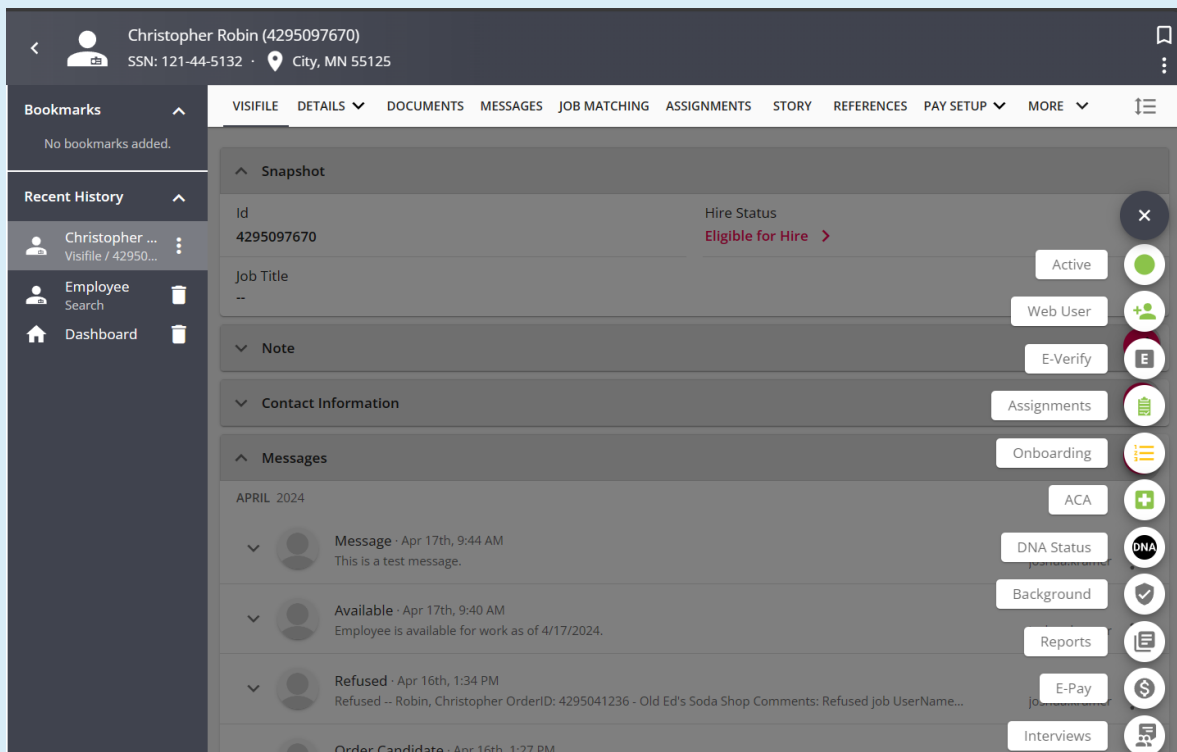 Christopher Robin (4295097670)
SSN: 121-44-5132 · City, MN 55125
Bookmarks
No bookmarks added.
Recent History
Christopher ...
Visifile / 42950...
Employee
Search
Dashboard
VISIFILE DETAILS DOCUMENTS MESSAGES JOB MATCHING ASSIGNMENTS STORY REFERENCES PAY SETUP MORE
Snapshot
Id
4295097670
Hire Status
Eligible for Hire
Job Title
--
Note
Contact Information
Messages
APRIL 2024
Message · Apr 17th, 9:44 AM
This is a test message.
Available · Apr 17th, 9:40 AM
Employee is available for work as of 4/17/2024.
Refused · Apr 16th, 1:34 PM
Refused -- Robin, Christopher OrderID: 4295041236 - Old Ed's Soda Shop Comments: Refused job UserName...
Order Candidate · Apr 16th, 1:27 PM
Active
Web User
E-Verify
E
Assignments
Onboarding
ACA
DNA Status
DNA
Background
Reports
E-Pay
Interviews